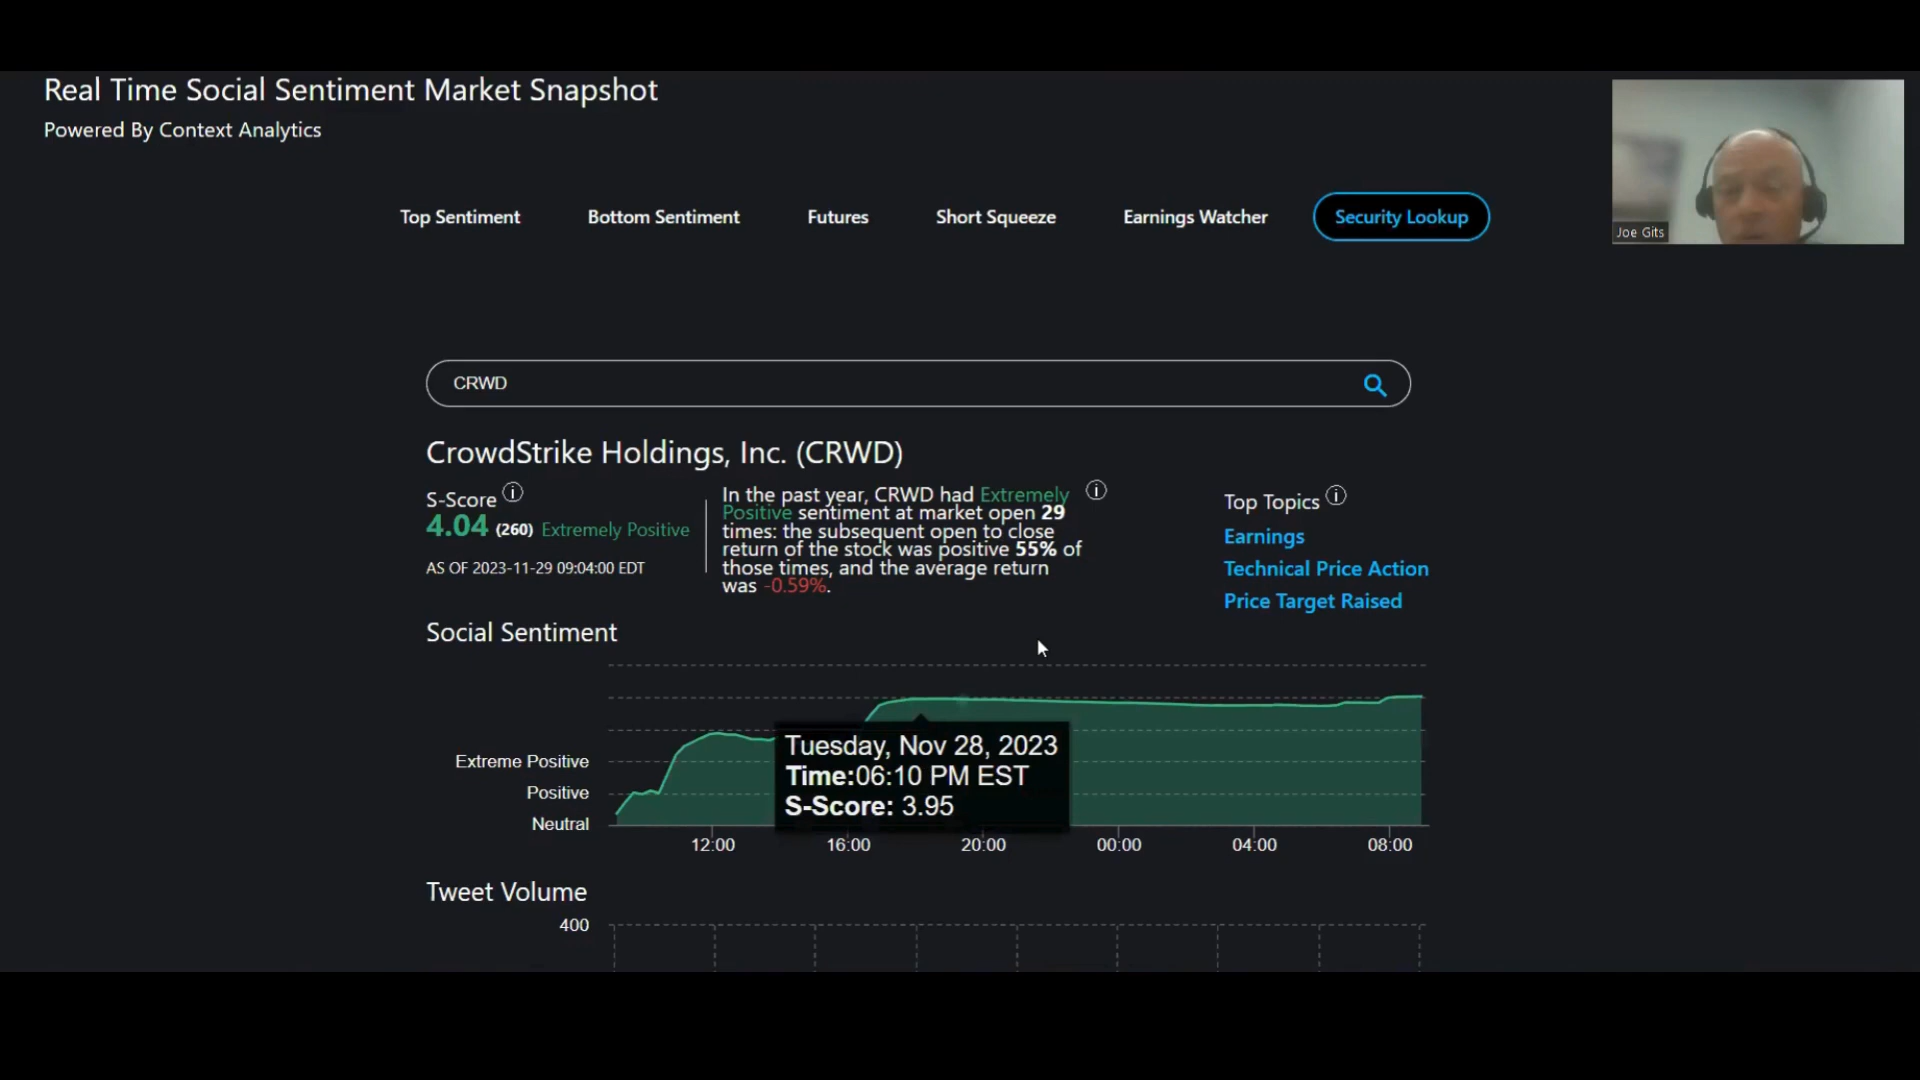 Real Time Social Sentiment Market Snapshot
Powered By Context Analytics
Joe Gits
Top Sentiment
Bottom Sentiment
Futures
Short Squeeze
Earnings Watcher
Security Lookup
CRWD
CrowdStrike Holdings, Inc. (CRWD)
S-Score
4.04 (260) Extremely Positive
AS OF 2023-11-29 09:04:00 EDT
In the past year, CRWD had Extremely
Positive sentiment at market open 29
times: the subsequent open to close
return of the stock was positive 55% of
those times, and the average return
was -0.59%.
Top Topics
Earnings
Technical Price Action
Price Target Raised
Social Sentiment
Extreme Positive
Positive
Neutral
Tuesday, Nov 28, 2023
Time:06:10 PM EST
S-Score: 3.95
12:00
16:00
20:00
00:00
04:00
08:00
Tweet Volume
400